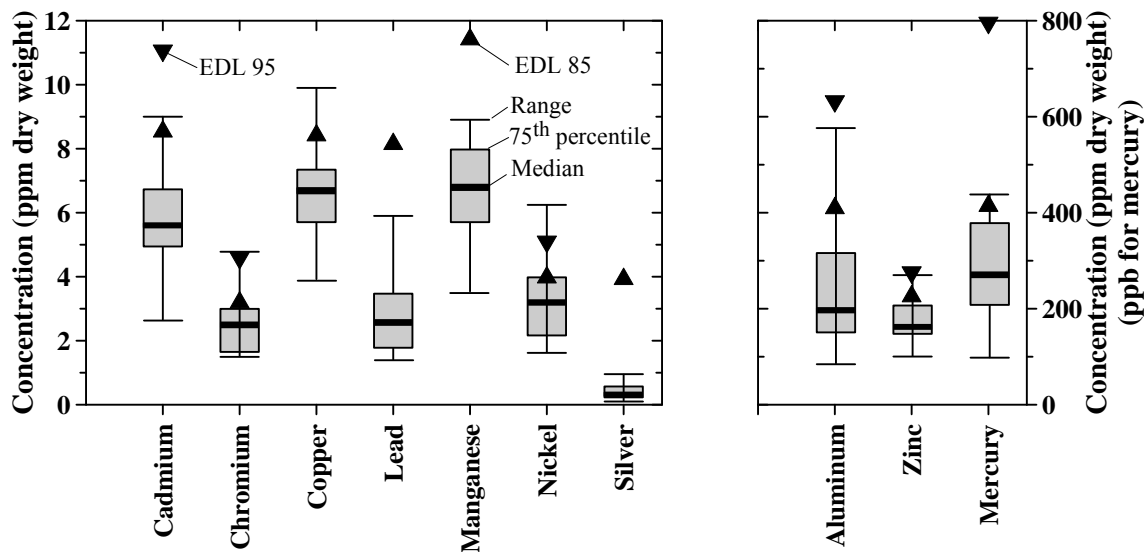 Concentration (ppm dry weight)
12
10
8
6
4
2
0
EDL 95
EDL 85
Range
75th percentile
Median
Cadmium
Chromium
Copper
Lead
Manganese
Nickel
Silver
800
600
400
200
0
Concentration (ppm dry weight)
(ppb for mercury)
Aluminum
Zinc
Mercury